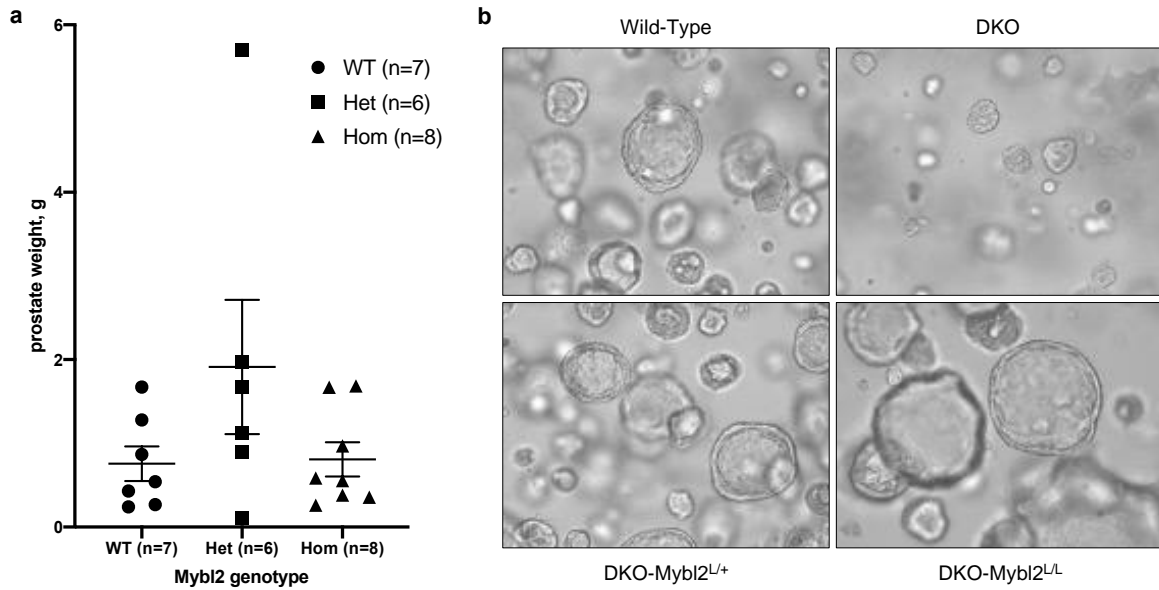 a
6
4
2
0
prostate weight, g
WT (n=7)
Het (n=6)
Hom (n=8)
WT (n=7) Het (n=6) Hom (n=8)
Mybl2 genotype
b
Wild-Type DKO
DKO-Mybl2L/+ DKO-Mybl2L/L